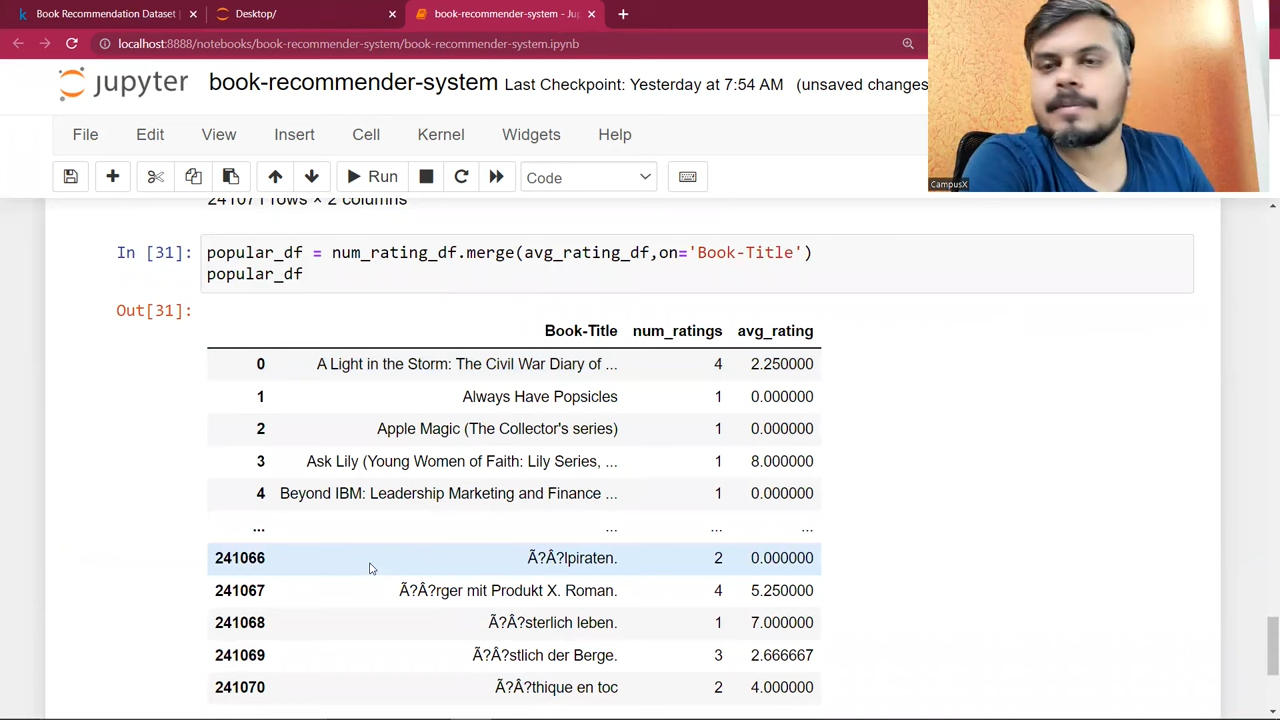 Book Recommendation Dataset
Desktop/
book-recommender-system - Ju
localhost:8888/notebooks/book-recommender-system/book-recommender-system.ipynb
jupyter book-recommender-system Last Checkpoint: Yesterday at 7:54 AM (unsaved changes
File Edit View Insert Cell Kernel Widgets Help
Run Code
CampusX
241071 rows × 2 columns
In [31]: popular_df = num_rating_df.merge(avg_rating_df,on='Book-Title')
popular_df
Out[31]:
Book-Title num_ratings avg_rating
0 A Light in the Storm: The Civil War Diary of ... 4 2.250000
1 Always Have Popsicles 1 0.000000
2 Apple Magic (The Collector's series) 1 0.000000
3 Ask Lily (Young Women of Faith: Lily Series, ... 1 8.000000
4 Beyond IBM: Leadership Marketing and Finance ... 1 0.000000
... ... ... ...
241066 Ã?Â?lpiraten. 2 0.000000
241067 Ã?Â?rger mit Produkt X. Roman. 4 5.250000
241068 Ã?Â?sterlich leben. 1 7.000000
241069 Ã?Â?stlich der Berge. 3 2.666667
241070 Ã?Â?thique en toc 2 4.000000